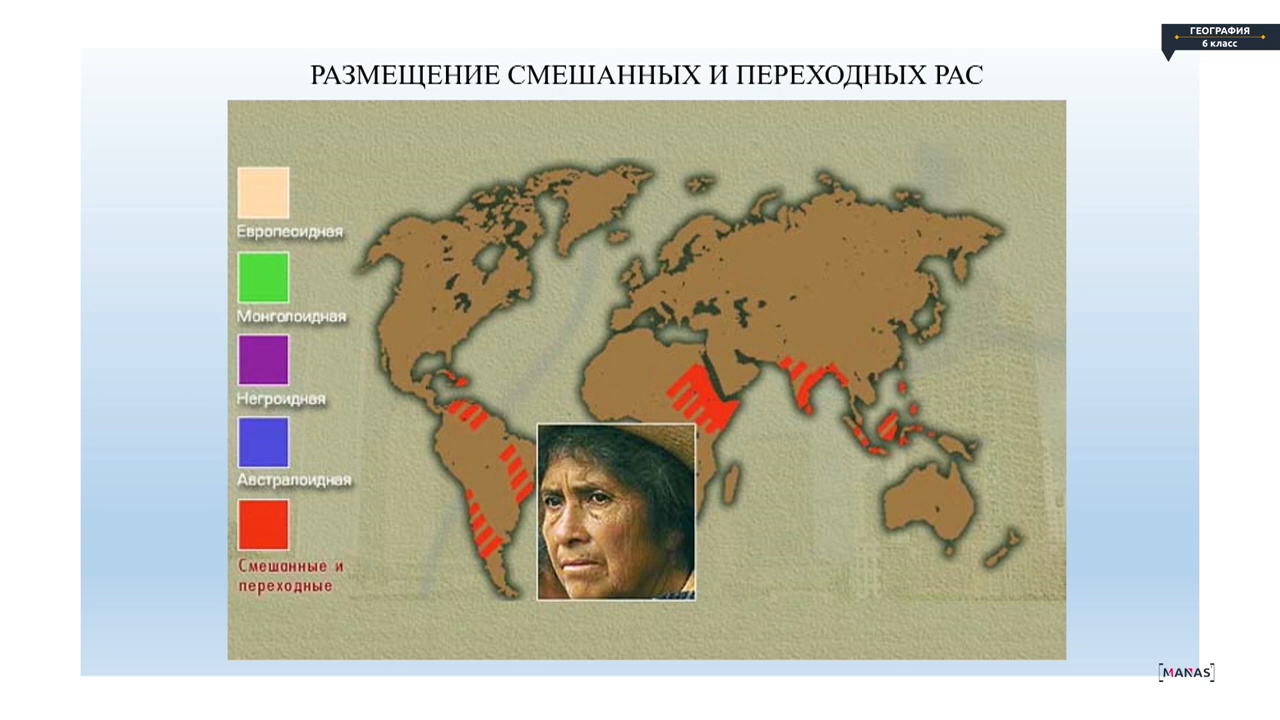 ГЕОГРАФИЯ
6 класс
РАЗМЕЩЕНИЕ СМЕШАННЫХ И ПЕРЕХОДНЫХ РАС
Европеоидная
Монголоидная
Негроидная
Австралоидная
Смешанные и
переходные
[MANAS]